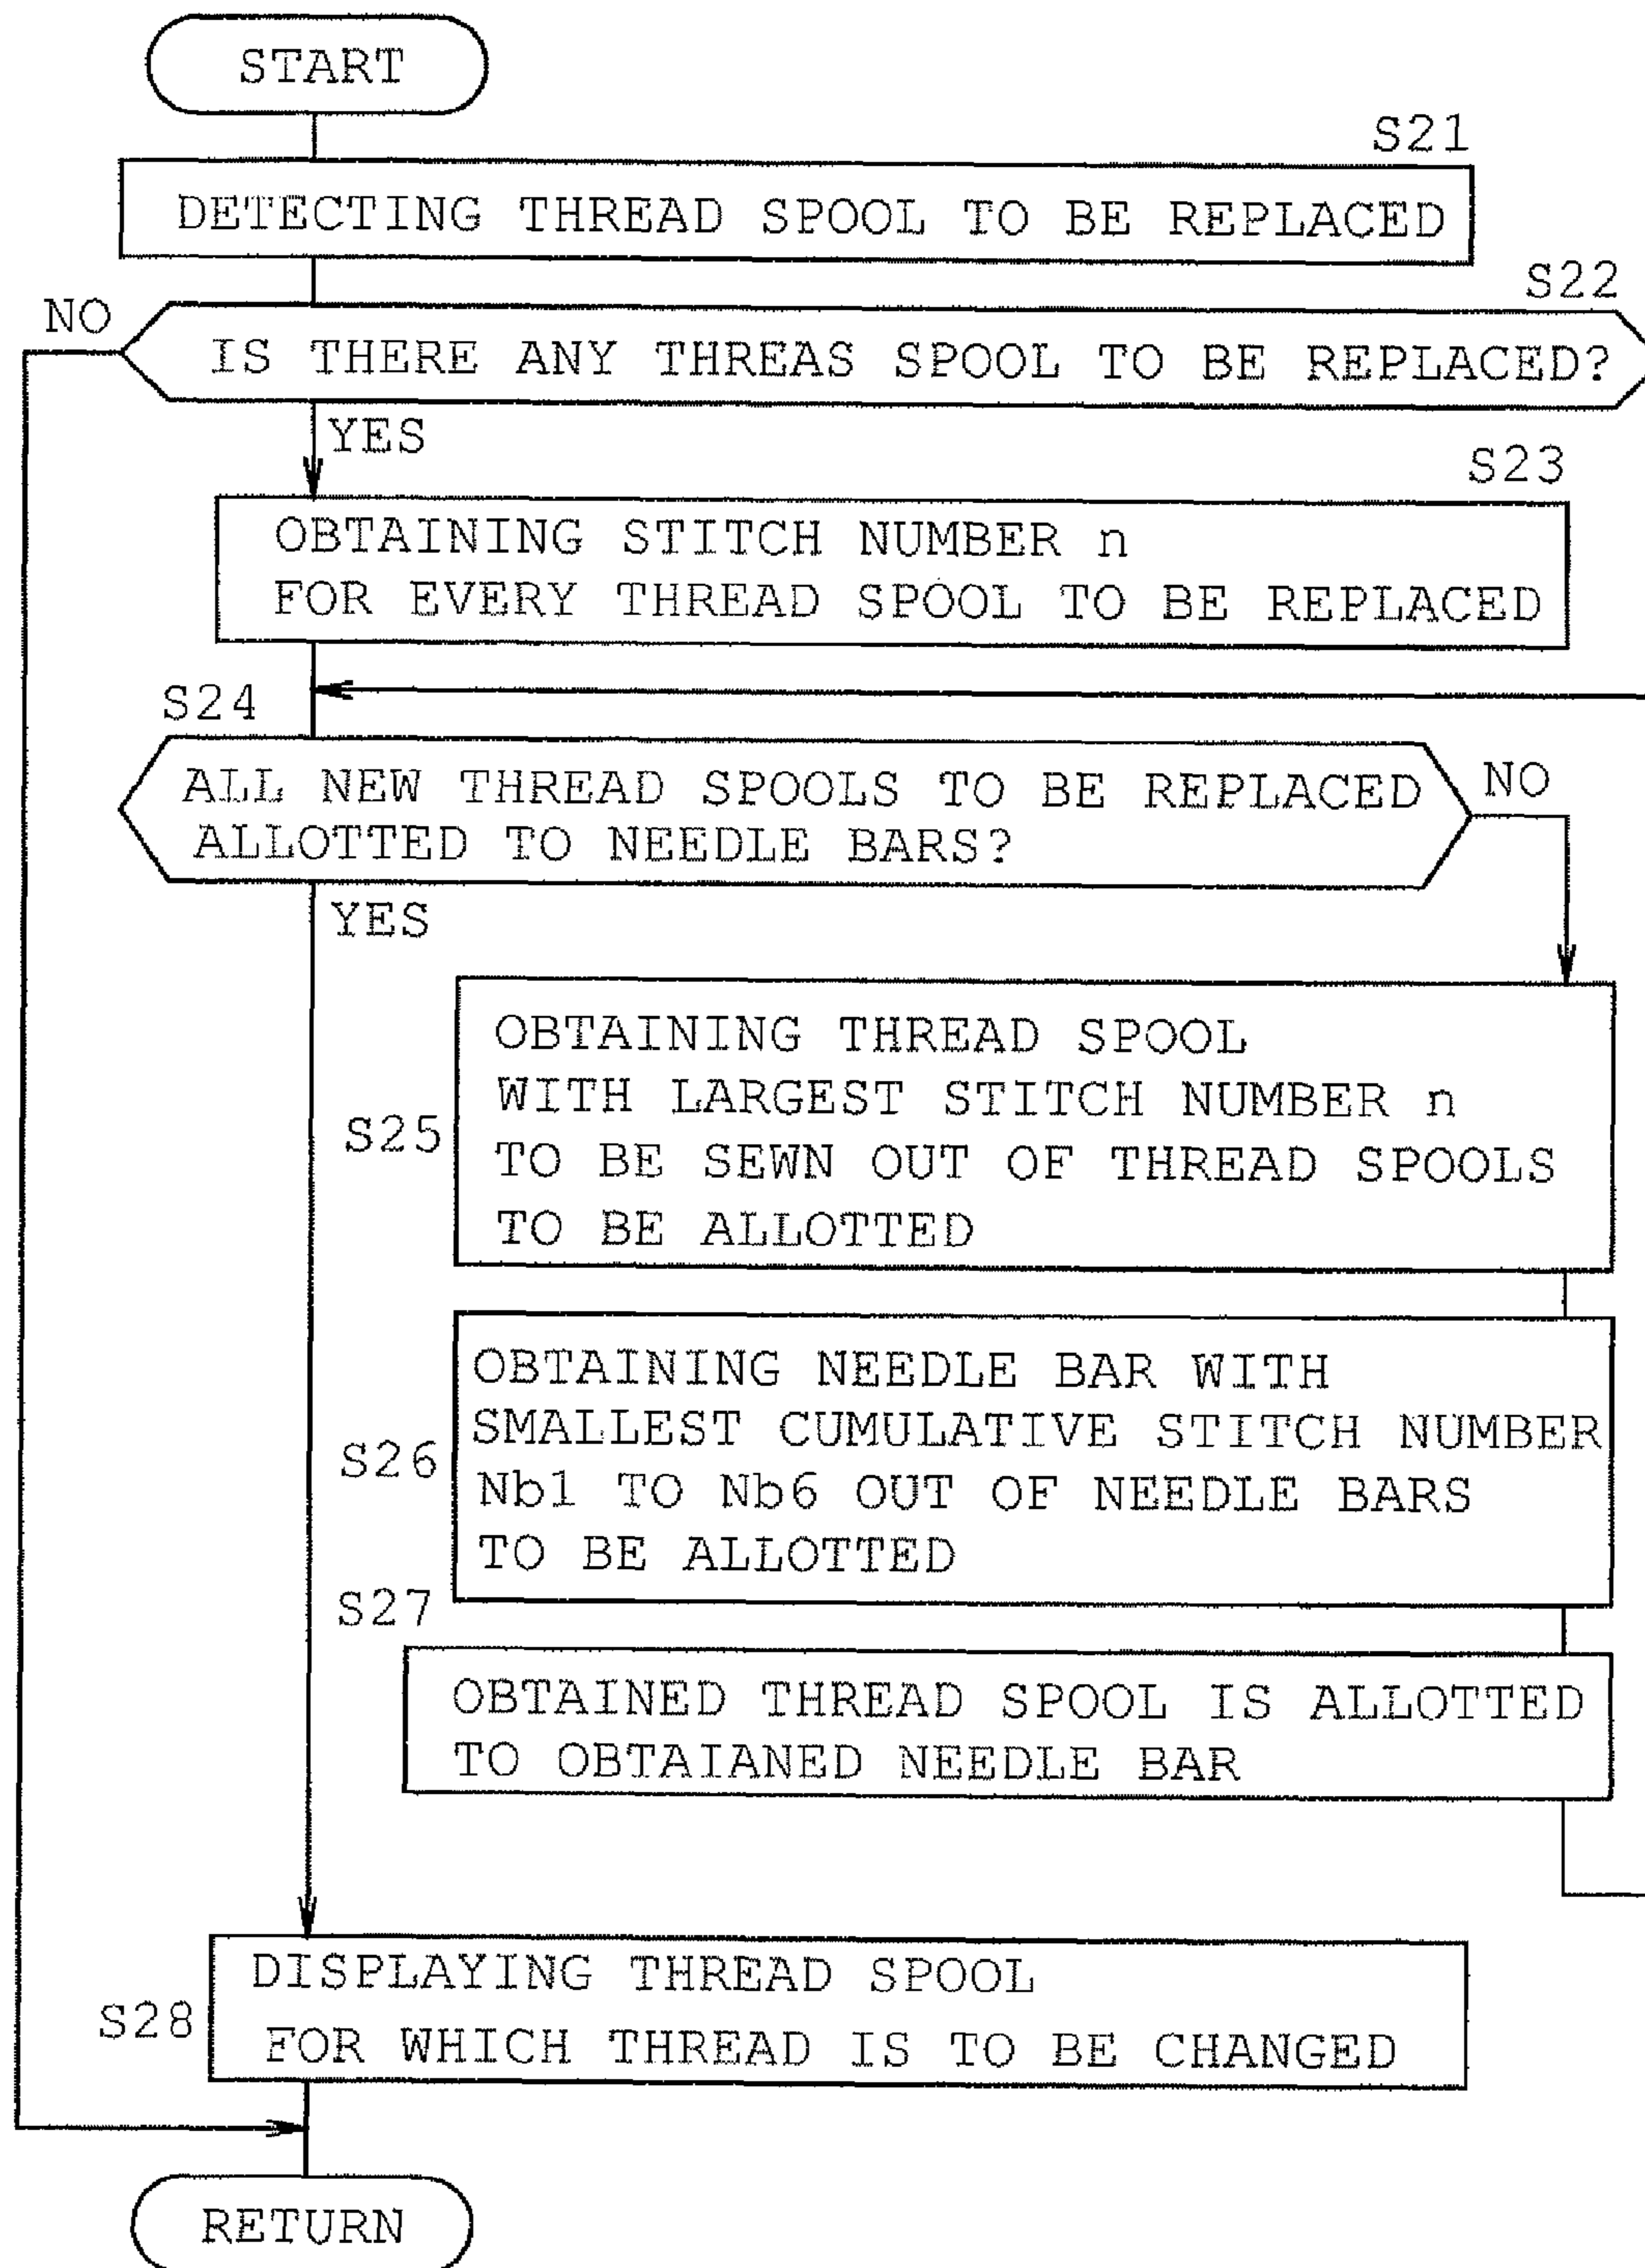 START
S21
DETECTING THREAD SPOOL TO BE REPLACED
S22
NO
IS THERE ANY THREAS SPOOL TO BE REPLACED?
YES
S23
OBTAINING STITCH NUMBER n
FOR EVERY THREAD SPOOL TO BE REPLACED
S24
ALL NEW THREAD SPOOLS TO BE REPLACED
ALLOTTED TO NEEDLE BARS?
NO
YES
S25
OBTAINING THREAD SPOOL
WITH LARGEST STITCH NUMBER n
TO BE SEWN OUT OF THREAD SPOOLS
TO BE ALLOTTED
S26
OBTAINING NEEDLE BAR WITH
SMALLEST CUMULATIVE STITCH NUMBER
Nb1 TO Nb6 OUT OF NEEDLE BARS
TO BE ALLOTTED
S27
OBTAINED THREAD SPOOL IS ALLOTTED
TO OBTAIANED NEEDLE BAR
S28
DISPLAYING THREAD SPOOL
FOR WHICH THREAD IS TO BE CHANGED
RETURN